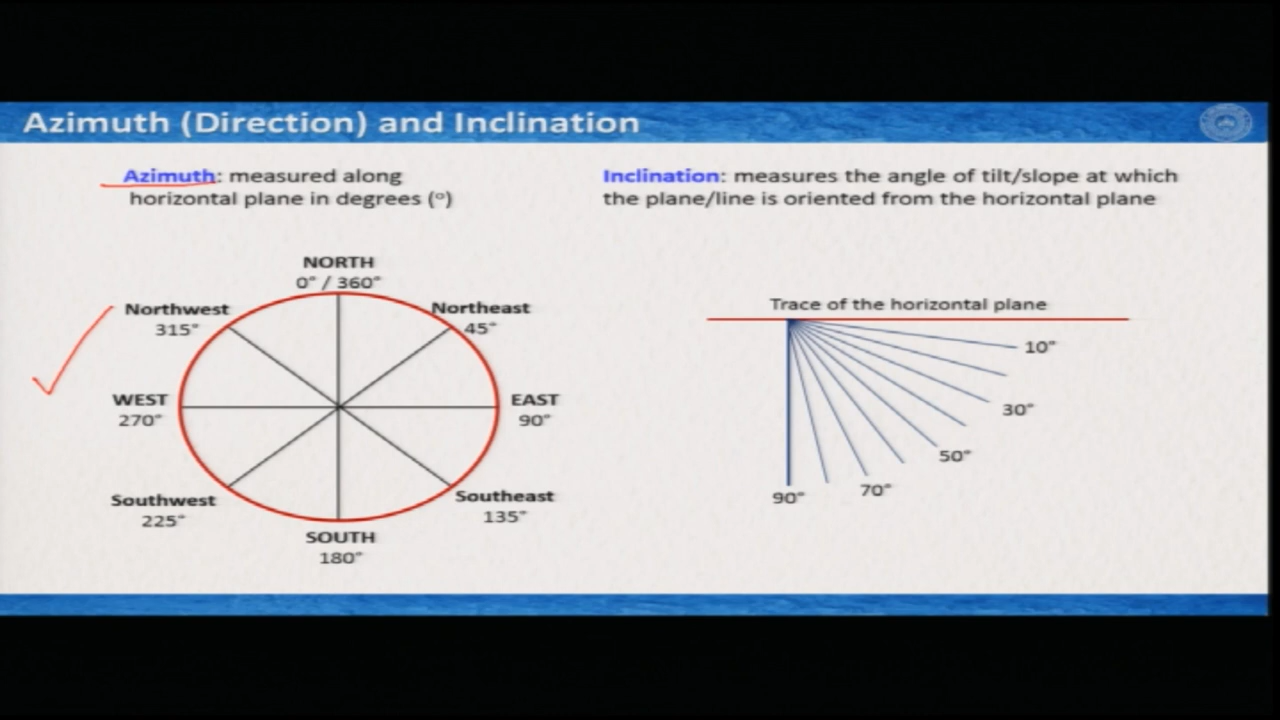 Azimuth (Direction) and Inclination
Azimuth: measured along
horizontal plane in degrees (°)
Inclination: measures the angle of tilt/slope at which
the plane/line is oriented from the horizontal plane
NORTH
0° / 360°
Northwest
315°
Northeast
45°
WEST
270°
EAST
90°
Southwest
225°
Southeast
135°
SOUTH
180°
Trace of the horizontal plane
10°
30°
50°
70°
90°